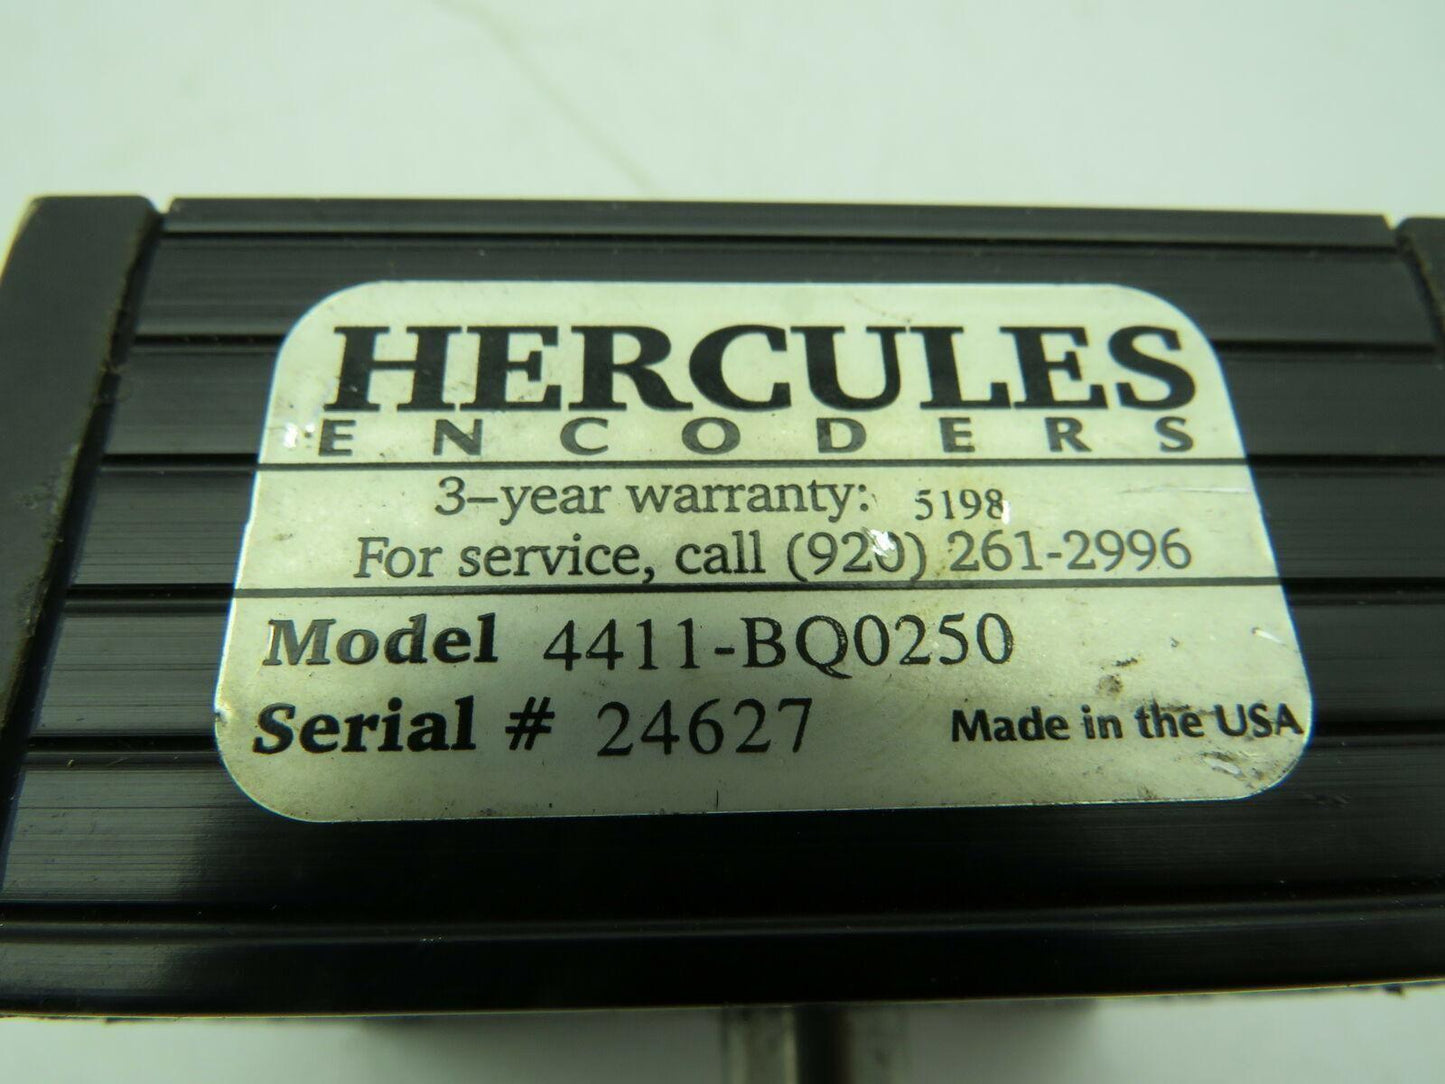 HERCULES
ENCODERS
3-year warranty: 5198
For service, call (920) 261-2996
Model 4411-BQ0250
Serial # 24627 Made in the USA